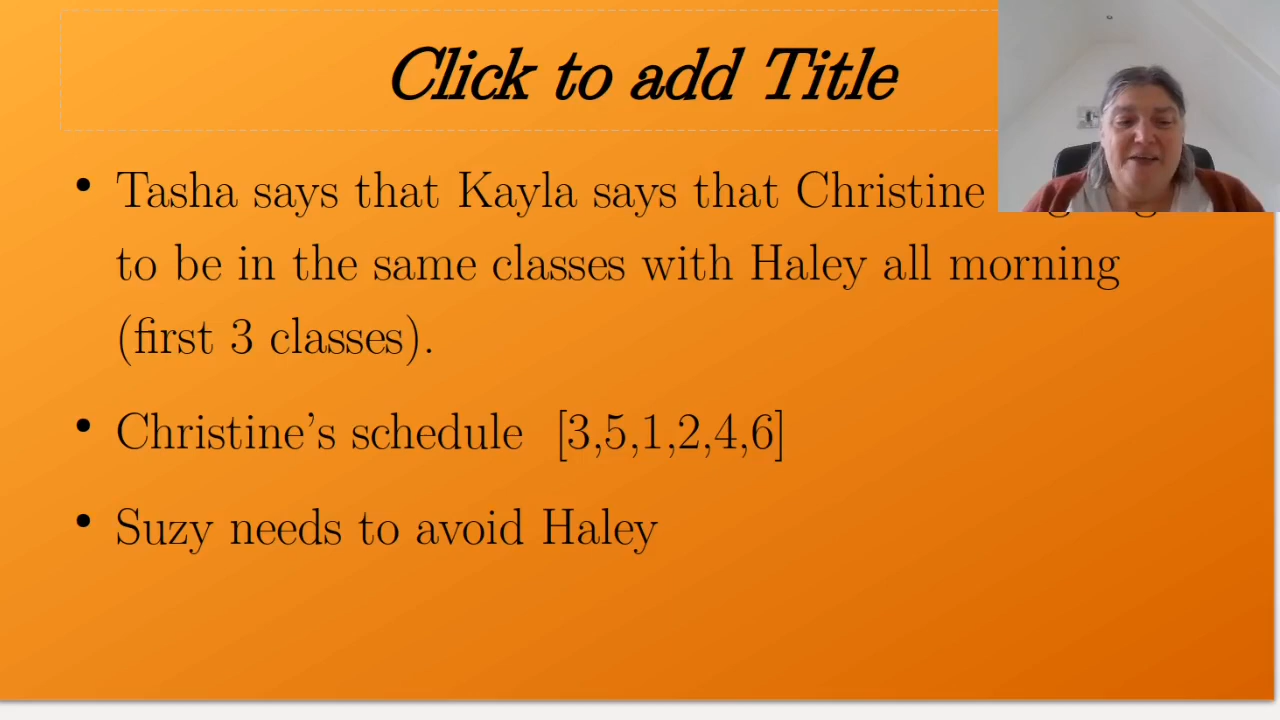 Click to add Title
• Tasha says that Kayla says that Christine
to be in the same classes with Haley all morning
(first 3 classes).
• Christine's schedule [3,5,1,2,4,6]
• Suzy needs to avoid Haley